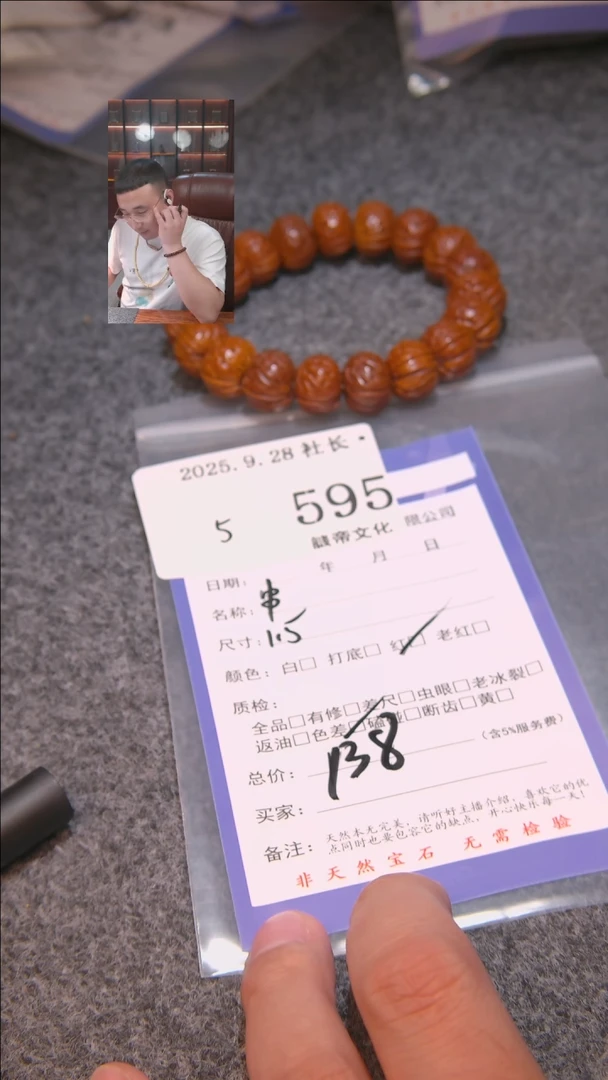 2025.9.28 社长
5 595
讎帝文化 限公司
年 月 日
日期:
名称: 串
尺寸: 11.5
颜色: 白□ 打底□ 红□ 老红□
质检:
全品□有修□差尺□虫眼□老冰裂□
返油□色差□磕碰□断齿□黄□
总价: 138 (含5%服务费)
买家:
备注: 天然本无完美, 请听好主播介绍, 喜欢它的优
点同时也要包容它的缺点, 开心快乐每一天!
非天然宝石 无需检验